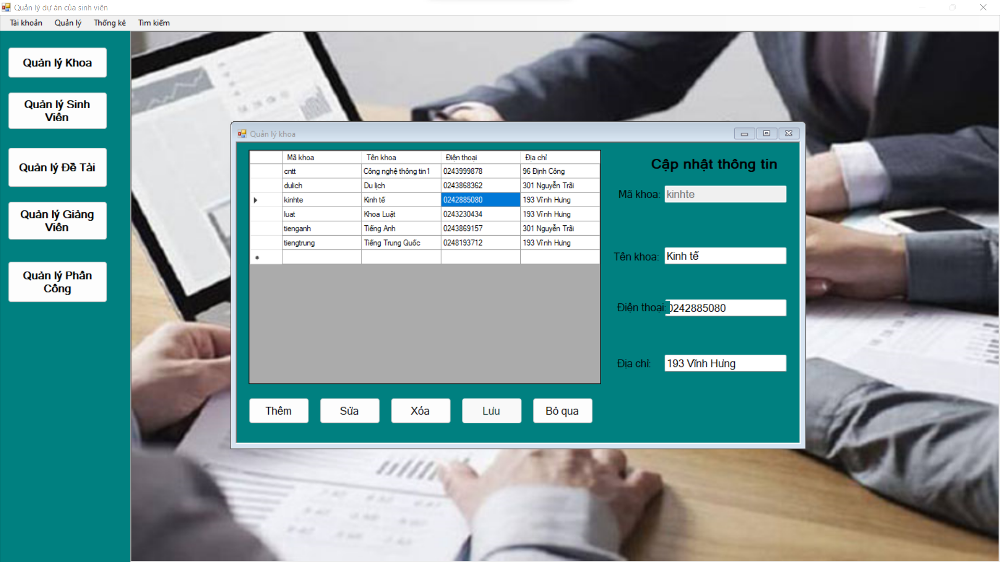 Quản lý dự án của sinh viên
Tài khoản Quản lý Thống kê Tìm kiếm
Quản lý Khoa
Quản lý Sinh
Viên
Quản lý Đề Tài
Quản lý Giảng
Viên
Quản lý Phân
Công
Quản lý khoa
Mã khoa Tên khoa Điện thoại Địa chỉ
cntt Công nghệ thông tin1 0243999878 96 Định Công
dulich Du lịch 0243868362 301 Nguyễn Trãi
kinhte Kinh tế 0242885080 193 Vĩnh Hưng
luat Khoa Luật 0243230434 193 Vĩnh Hưng
tienganh Tiếng Anh 0243869157 301 Nguyễn Trãi
tiengtrung Tiếng Trung Quốc 0248193712 193 Vĩnh Hưng
Cập nhật thông tin
Mã khoa: kinhte
Tên khoa: Kinh tế
Điện thoại: 0242885080
Địa chỉ: 193 Vĩnh Hưng
Thêm Sửa Xóa Lưu Bỏ qua